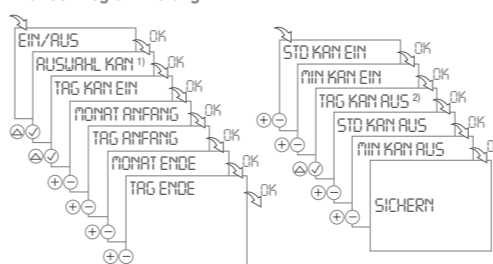 EIN/AUS
OK
AUSWAHL KAN 1)
OK
TAG KAN EIN
OK
MONAT ANFANG
OK
TAG ANFANG
OK
MONAT ENDE
OK
TAG ENDE
OK
STD KAN EIN
OK
MIN KAN EIN
OK
TAG KAN AUS 2)
OK
STD KAN AUS
OK
MIN KAN AUS
SICHERN